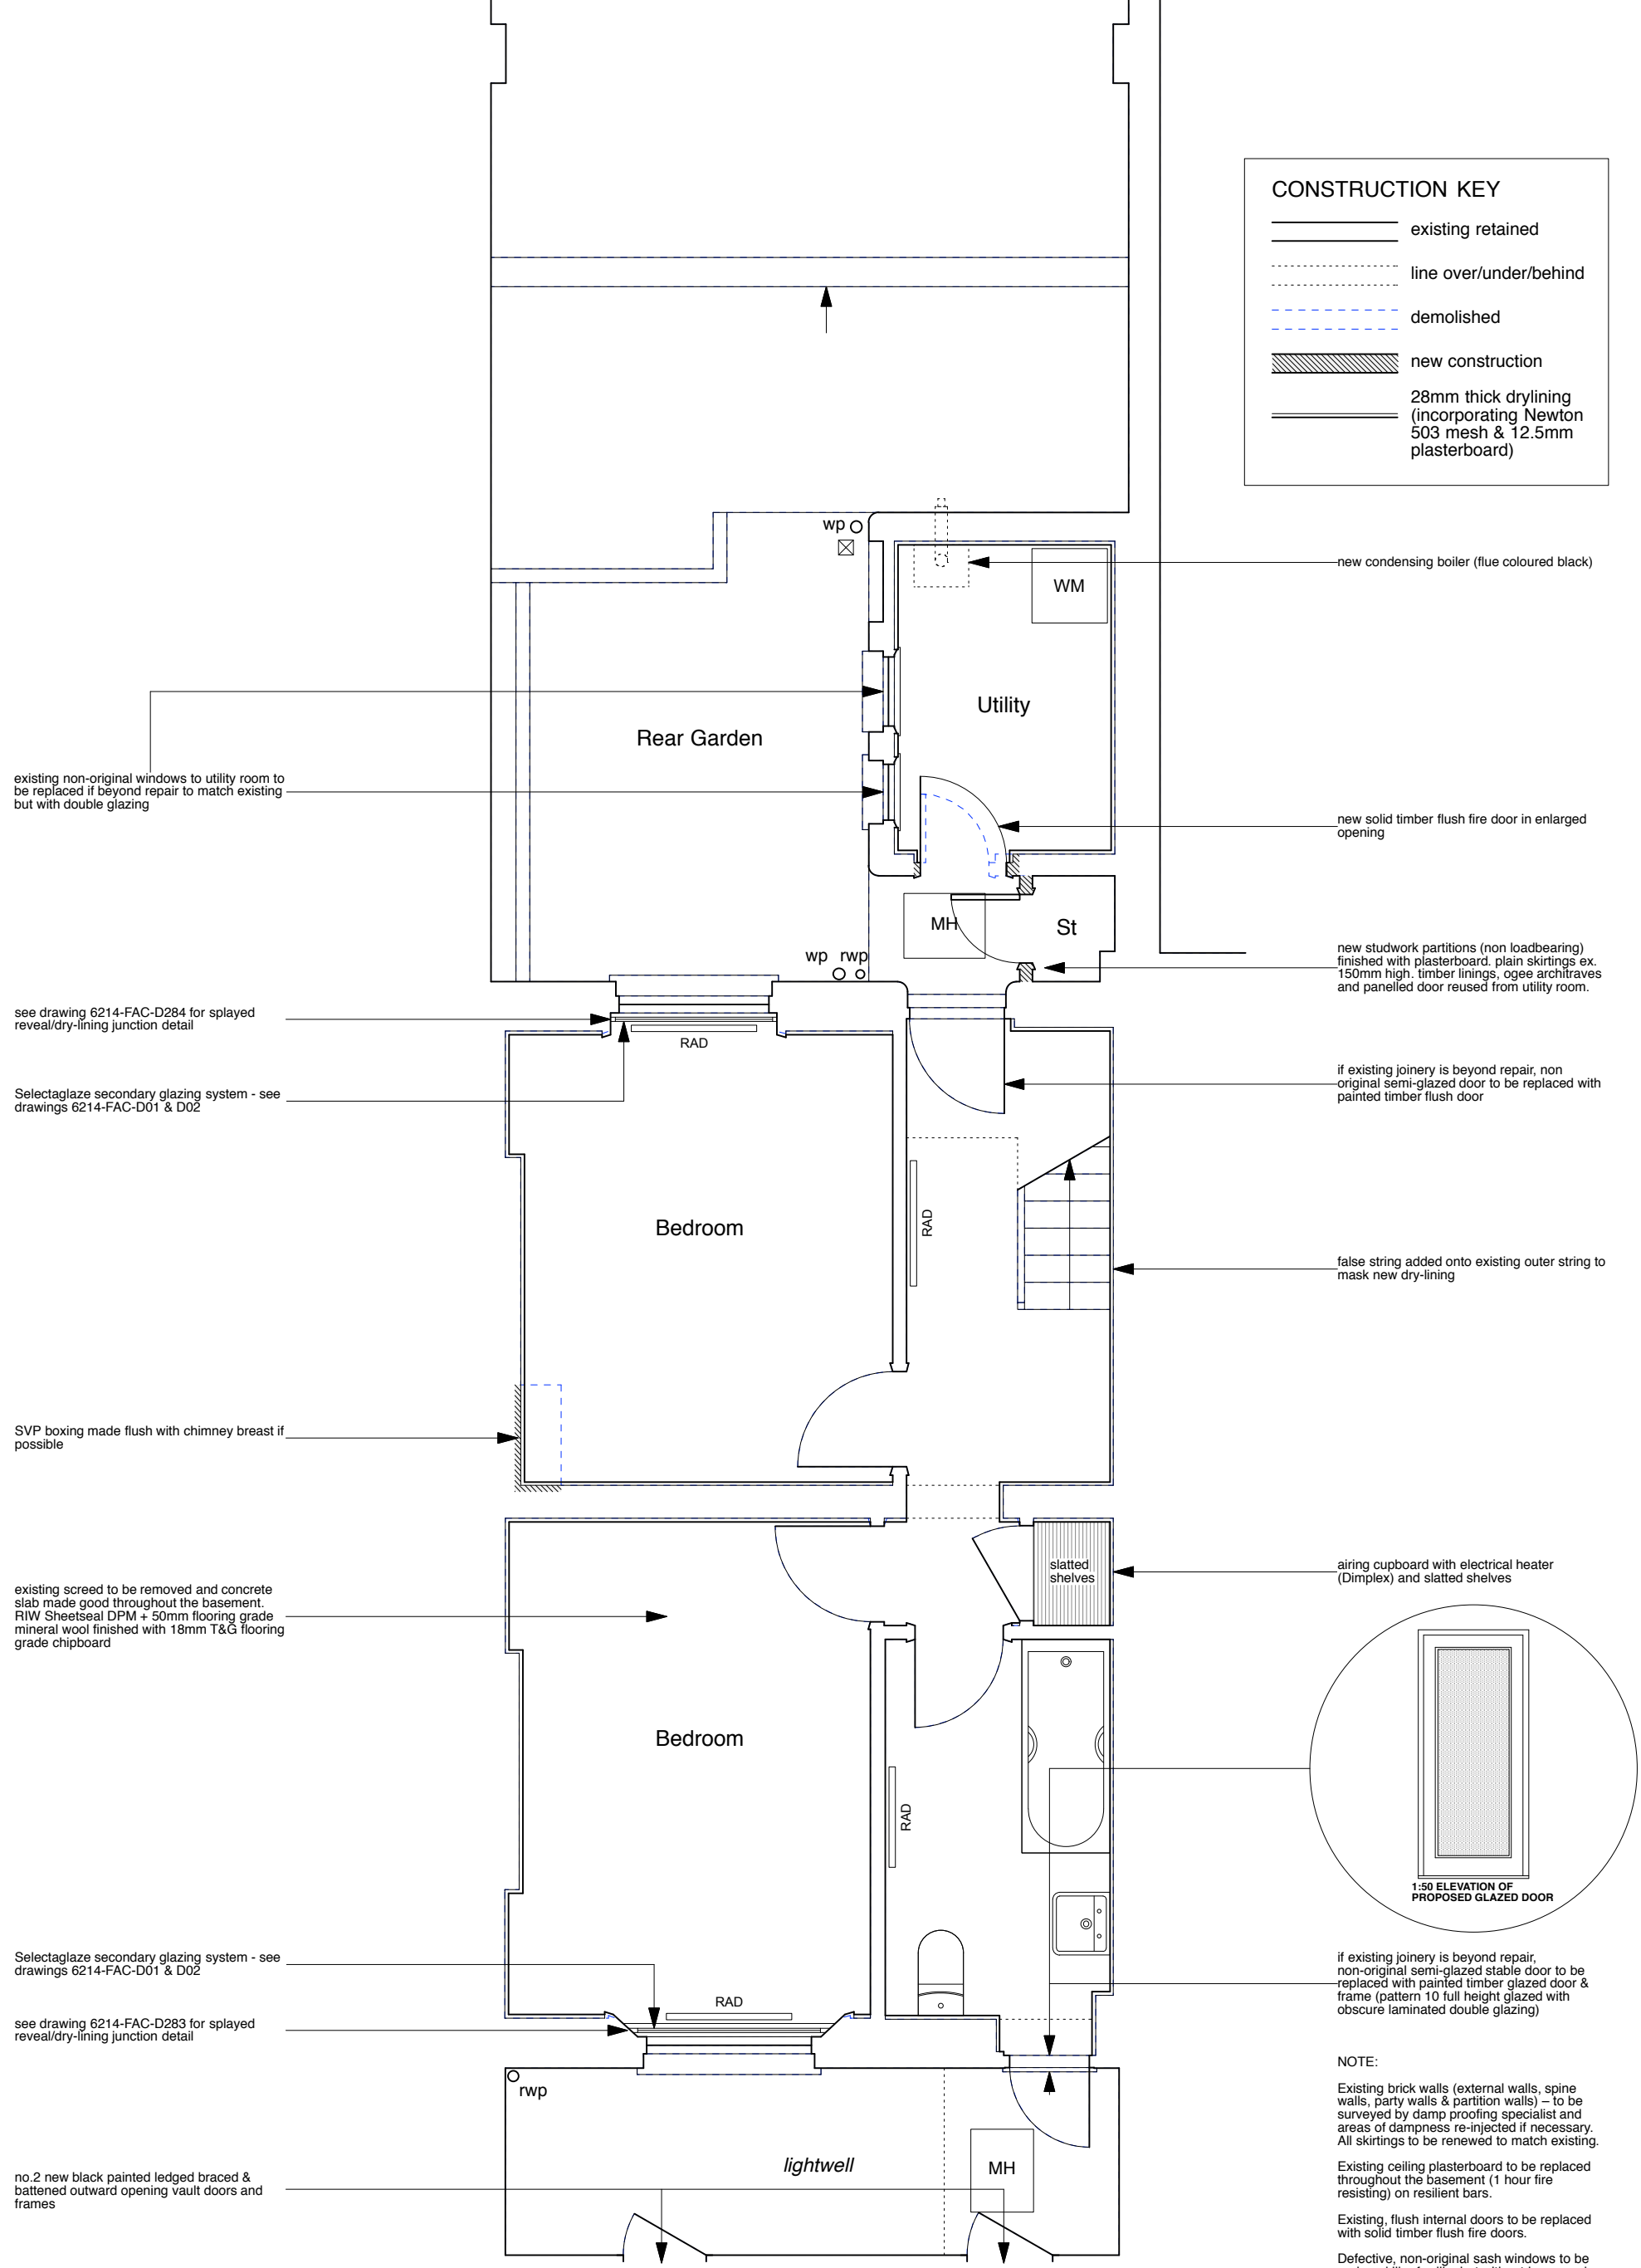 CONSTRUCTION KEY
existing retained
line over/under/behind
demolished
new construction
28mm thick drylining
(incorporating Newton
503 mesh & 12.5mm
plasterboard)
wp
WM
new condensing boiler (flue coloured black)
Utility
Rear Garden
existing non-original windows to utility room to
be replaced if beyond repair to match existing
but with double glazing
new solid timber flush fire door in enlarged
opening
MH
St
wp rwp
new studwork partitions (non loadbearing)
finished with plasterboard. plain skirtings ex.
150mm high. timber linings, ogee architraves
and panelled door reused from utility room.
see drawing 6214-FAC-D284 for splayed
reveal/dry-lining junction detail
RAD
Selectaglaze secondary glazing system - see
drawings 6214-FAC-D01 & D02
if existing joinery is beyond repair, non
original semi-glazed door to be replaced with
painted timber flush door
Bedroom
RAD
false string added onto existing outer string to
mask new dry-lining
SVP boxing made flush with chimney breast if
possible
slatted
shelves
airing cupboard with electrical heater
(Dimplex) and slatted shelves
existing screed to be removed and concrete
slab made good throughout the basement.
RIW Sheetseal DPM + 50mm flooring grade
mineral wool finished with 18mm T&G flooring
grade chipboard
Bedroom
RAD
1:50 ELEVATION OF
PROPOSED GLAZED DOOR
Selectaglaze secondary glazing system - see
drawings 6214-FAC-D01 & D02
if existing joinery is beyond repair,
non-original semi-glazed stable door to be
replaced with painted timber glazed door &
frame (pattern 10 full height glazed with
obscure laminated double glazing)
RAD
see drawing 6214-FAC-D283 for splayed
reveal/dry-lining junction detail
rwp
lightwell
MH
no.2 new black painted ledged braced &
battened outward opening vault doors and
frames
NOTE:
Existing brick walls (external walls, spine
walls, party walls & partition walls) – to be
surveyed by damp proofing specialist and
areas of dampness re-injected if necessary.
All skirtings to be renewed to match existing.
Existing ceiling plasterboard to be replaced
throughout the basement (1 hour fire
resisting) on resilient bars.
Existing, flush internal doors to be replaced
with solid timber flush fire doors.
Defective, non-original sash windows to be